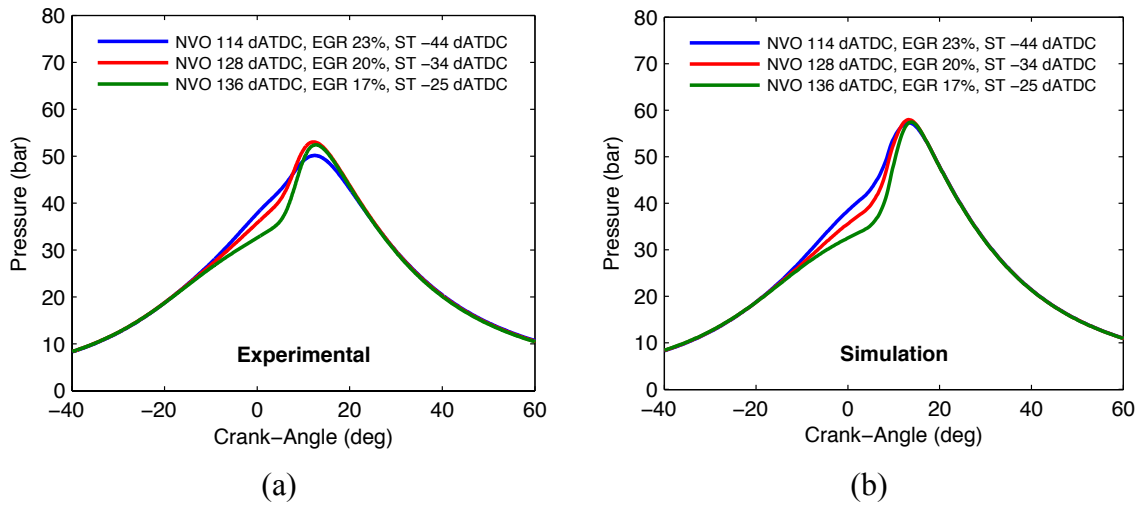 80
70
60
50
40
30
20
10
0
Pressure (bar)
NVO 114 dATDC, EGR 23%, ST −44 dATDC
NVO 128 dATDC, EGR 20%, ST −34 dATDC
NVO 136 dATDC, EGR 17%, ST −25 dATDC
Experimental
−40 −20 0 20 40 60
Crank−Angle (deg)
(a)
80
70
60
50
40
30
20
10
0
Pressure (bar)
NVO 114 dATDC, EGR 23%, ST −44 dATDC
NVO 128 dATDC, EGR 20%, ST −34 dATDC
NVO 136 dATDC, EGR 17%, ST −25 dATDC
Simulation
−40 −20 0 20 40 60
Crank−Angle (deg)
(b)